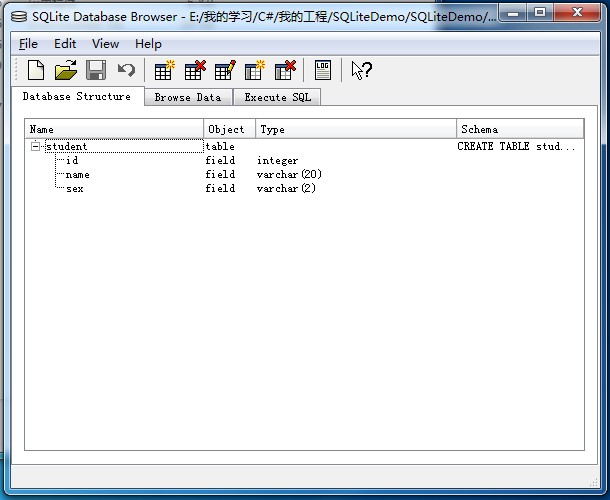 SQLite Database Browser - E:/我的学习/C#/我的工程/SQLiteDemo/SQLiteDemo/...
File Edit View Help
LOG
Database Structure Browse Data Execute SQL
Name Object Type Schema
student table CREATE TABLE stud...
id field integer
name field varchar(20)
sex field varchar(2)